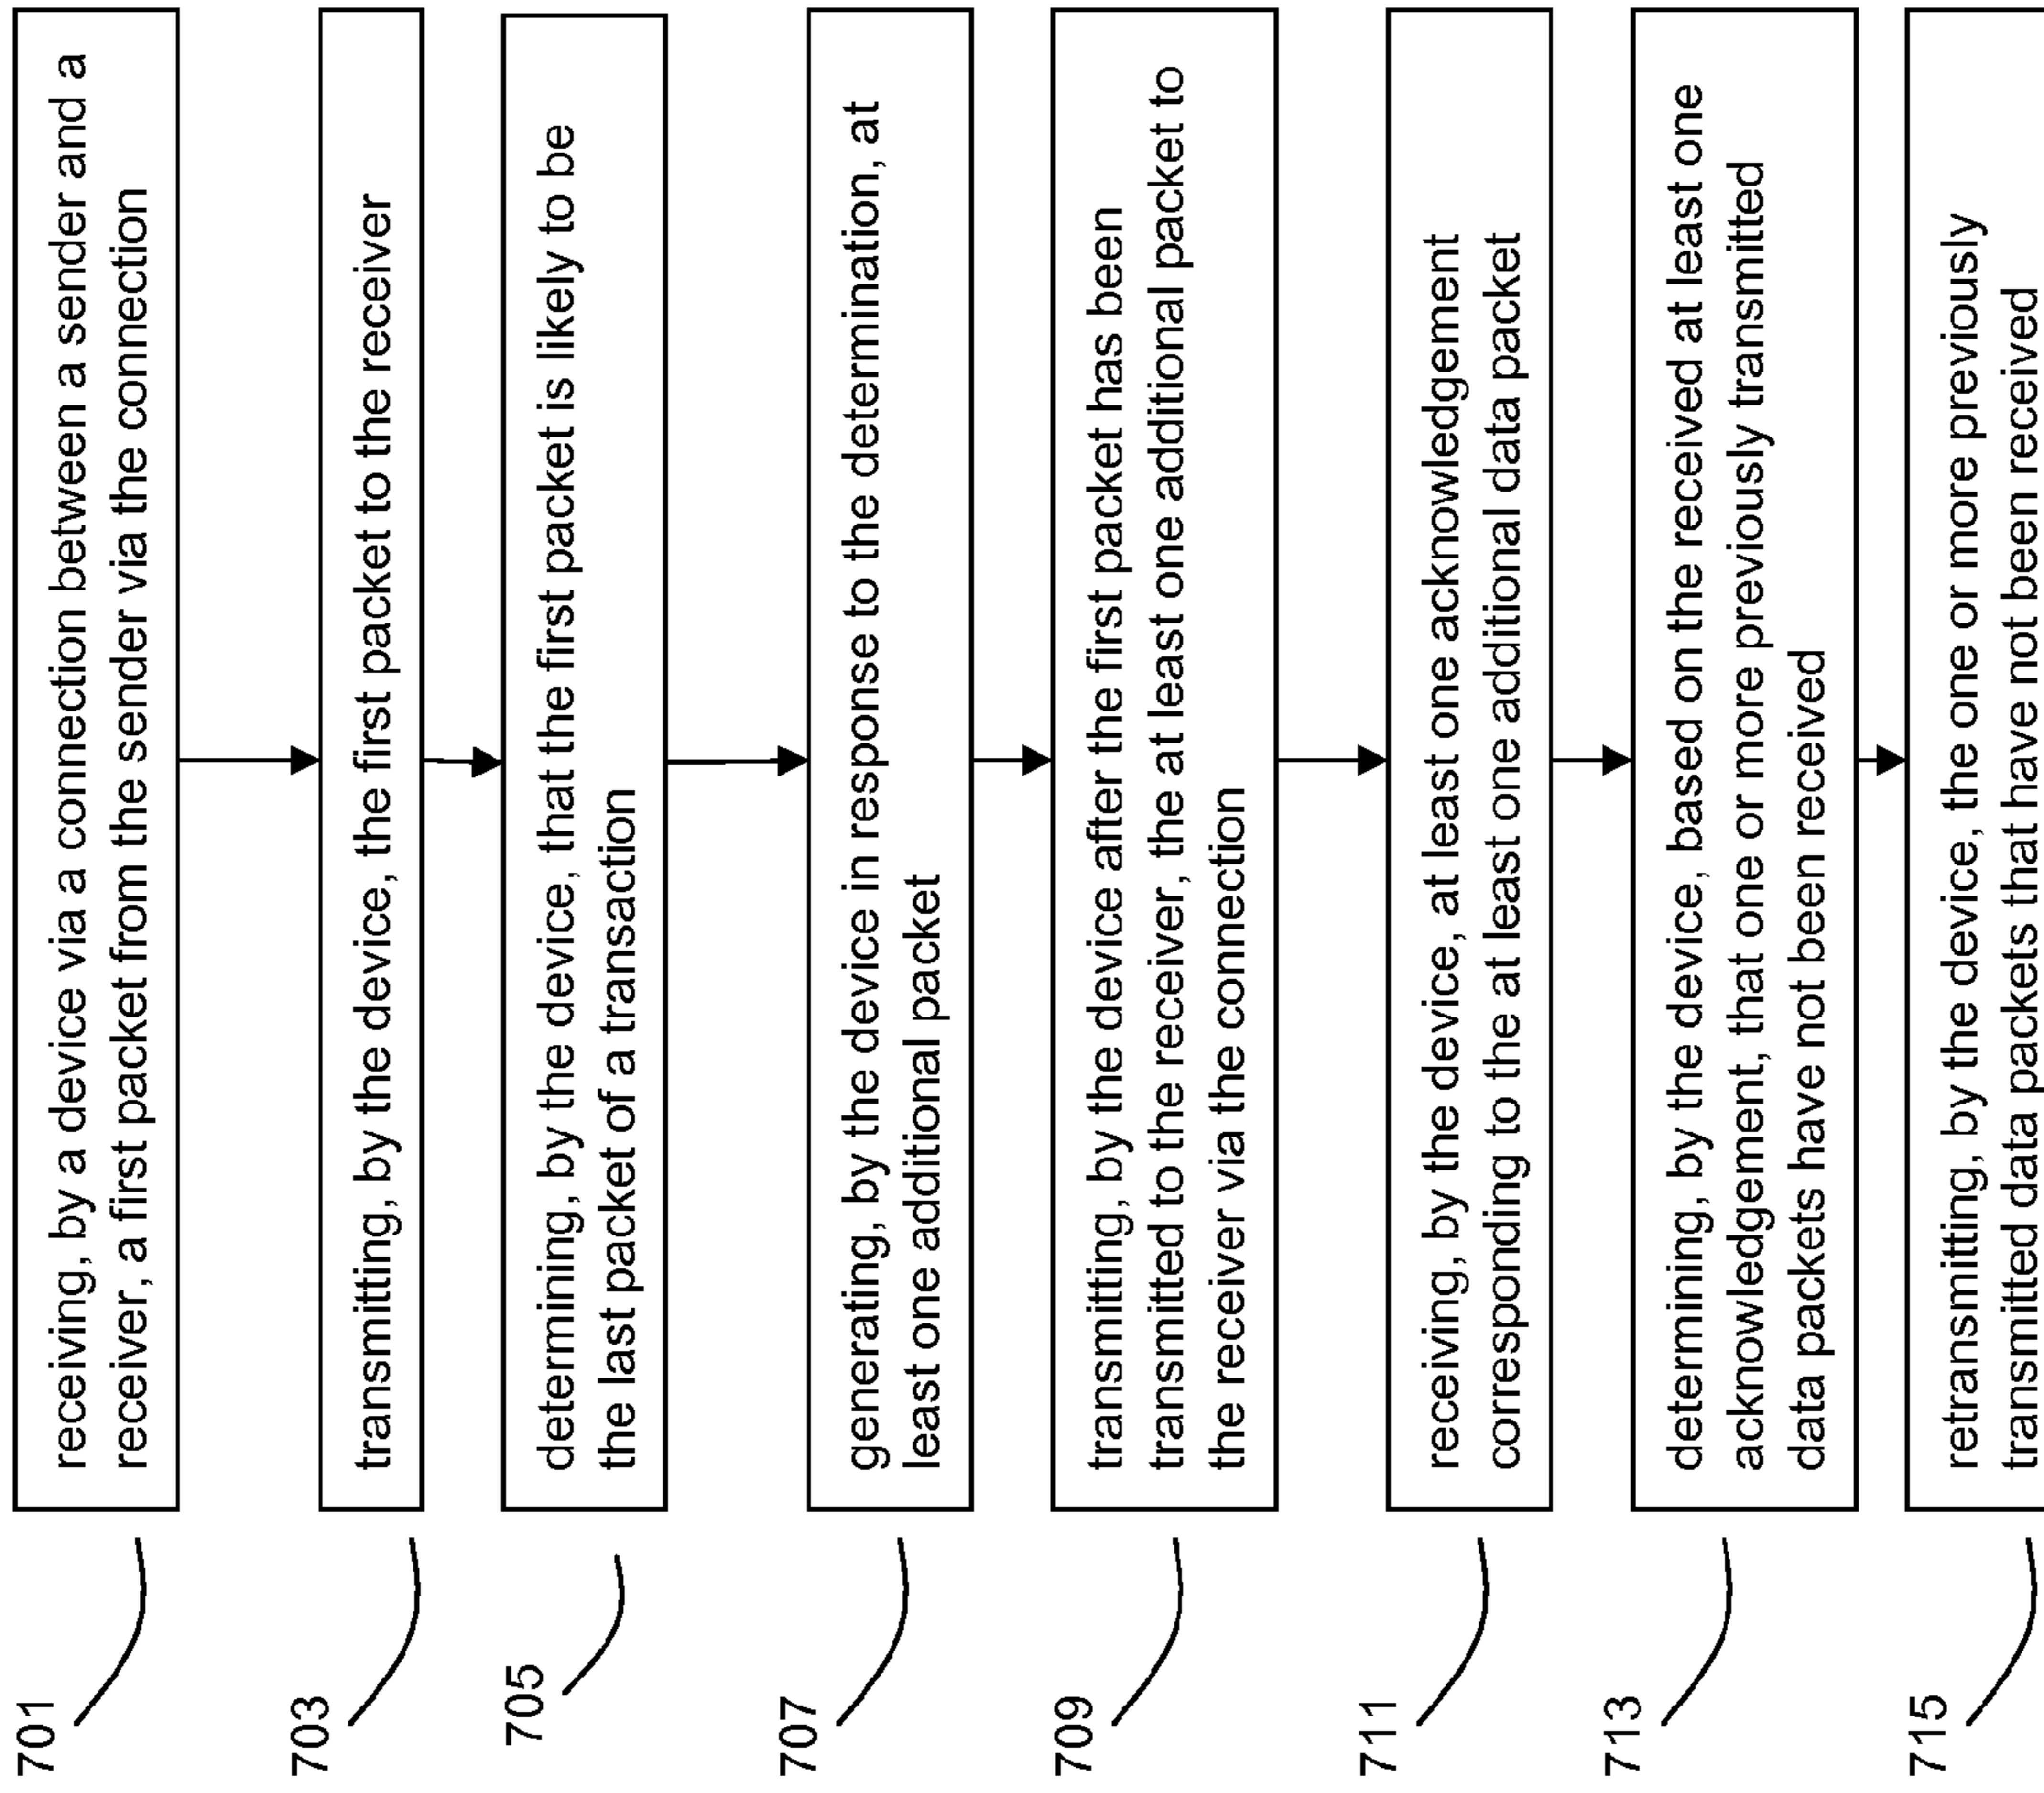 701
receiving, by a device via a connection between a sender and a
receiver, a first packet from the sender via the connection
703
transmitting, by the device, the first packet to the receiver
705
determining, by the device, that the first packet is likely to be
the last packet of a transaction
707
generating, by the device in response to the determination, at
least one additional packet
709
transmitting, by the device after the first packet has been
transmitted to the receiver, the at least one additional packet to
the receiver via the connection
711
receiving, by the device, at least one acknowledgement
corresponding to the at least one additional data packet
713
determining, by the device, based on the received at least one
acknowledgement, that one or more previously transmitted
data packets have not been received
715
retransmitting, by the device, the one or more previously
transmitted data packets that have not been received